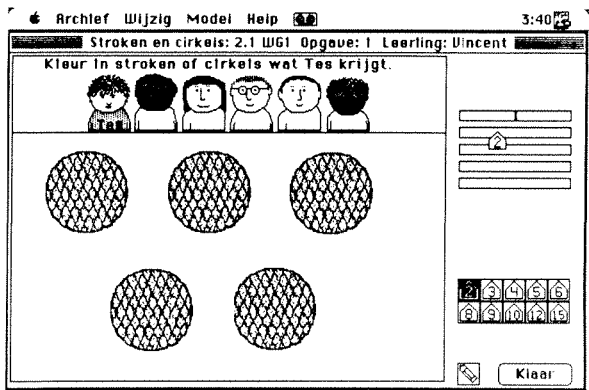 Archief Wijzig Model Help 3:40
Stroken en cirkels: 2.1 WG1 Opgave: 1 Leerling: Vincent
Kleur in stroken of cirkels wat Tes krijgt.
TES
2
2 3 4 5 6
8 9 10 12 15
Klaar